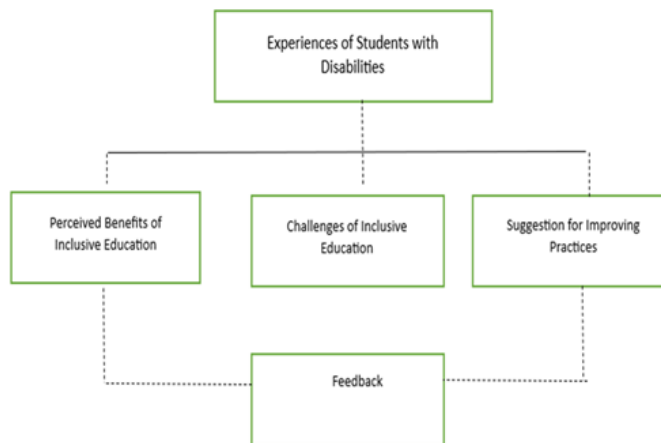 Experiences of Students with
Disabilities
Perceived Benefits of
Inclusive Education
Challenges of Inclusive
Education
Suggestion for Improving
Practices
Feedback